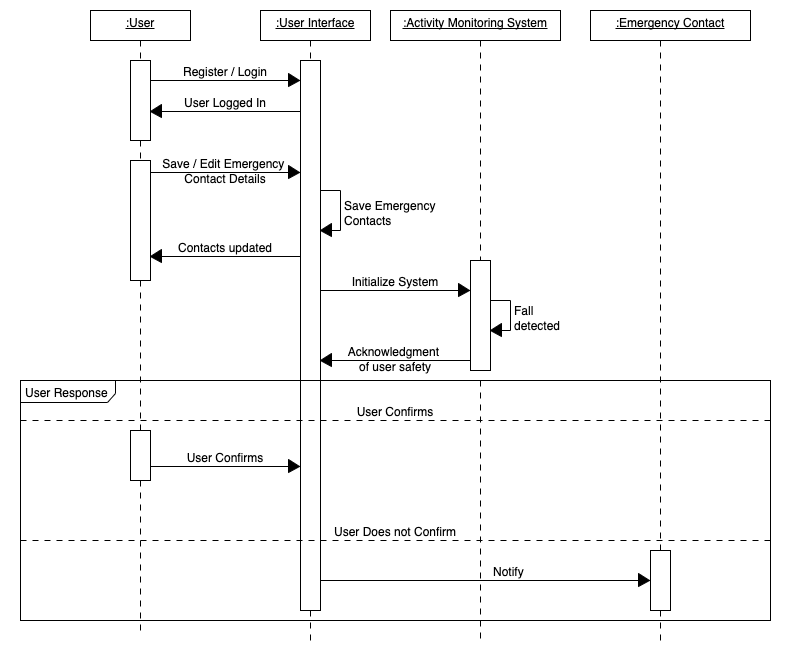 :User
:User Interface
:Activity Monitoring System
:Emergency Contact
Register / Login
User Logged In
Save / Edit Emergency
Contact Details
Save Emergency
Contacts
Contacts updated
Initialize System
Fall
detected
Acknowledgment
of user safety
User Response
User Confirms
User Confirms
User Does not Confirm
Notify